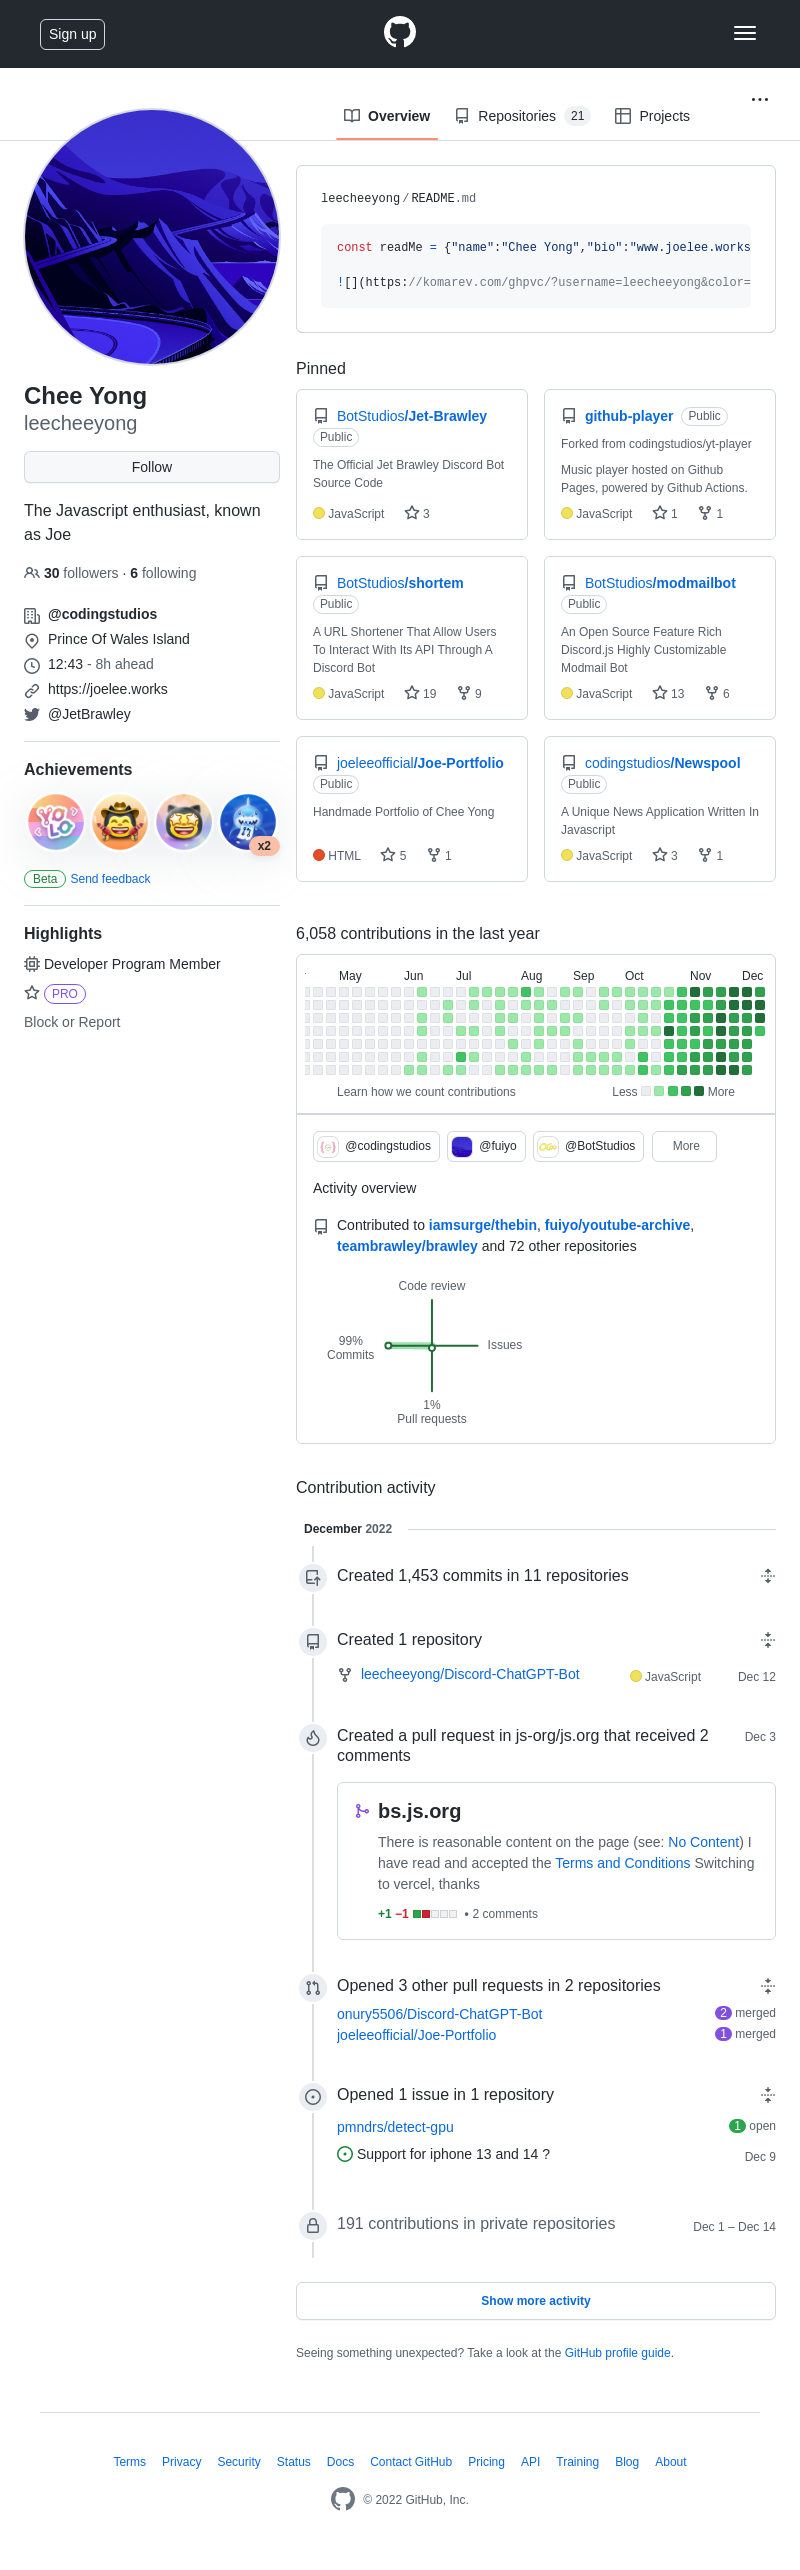 Sign up
Overview
Repositories 21
Projects
leecheeyong/README.md
const readMe = {"name":"Chee Yong","bio":"www.joelee.works
![](https://komarev.com/ghpvc/?username=leecheeyong&color=
Chee Yong
leecheeyong
Follow
The Javascript enthusiast, known
as Joe
30 followers · 6 following
@codingstudios
Prince Of Wales Island
12:43 - 8h ahead
https://joelee.works
@JetBrawley
Achievements
YOLO
x2
Beta Send feedback
Highlights
Developer Program Member
PRO
Block or Report
Pinned
BotStudios/Jet-Brawley
Public
The Official Jet Brawley Discord Bot
Source Code
JavaScript 3
github-player Public
Forked from codingstudios/yt-player
Music player hosted on Github
Pages, powered by Github Actions.
JavaScript 1 1
BotStudios/shortem
Public
A URL Shortener That Allow Users
To Interact With Its API Through A
Discord Bot
JavaScript 19 9
BotStudios/modmailbot
Public
An Open Source Feature Rich
Discord.js Highly Customizable
Modmail Bot
JavaScript 13 6
joeleeofficial/Joe-Portfolio
Public
Handmade Portfolio of Chee Yong
HTML 5 1
codingstudios/Newspool
Public
A Unique News Application Written In
Javascript
JavaScript 3 1
6,058 contributions in the last year
May Jun Jul Aug Sep Oct Nov Dec
Learn how we count contributions
Less More
@codingstudios @fuiyo @BotStudios More
Activity overview
Contributed to iamsurge/thebin, fuiyo/youtube-archive,
teambrawley/brawley and 72 other repositories
Code review
99%
Commits
Issues
1%
Pull requests
Contribution activity
December 2022
Created 1,453 commits in 11 repositories
Created 1 repository
leecheeyong/Discord-ChatGPT-Bot JavaScript Dec 12
Created a pull request in js-org/js.org that received 2 Dec 3
comments
bs.js.org
There is reasonable content on the page (see: No Content) I
have read and accepted the Terms and Conditions Switching
to vercel, thanks
+1 −1 • 2 comments
Opened 3 other pull requests in 2 repositories
onury5506/Discord-ChatGPT-Bot 2 merged
joeleeofficial/Joe-Portfolio 1 merged
Opened 1 issue in 1 repository
pmndrs/detect-gpu 1 open
Support for iphone 13 and 14 ? Dec 9
191 contributions in private repositories Dec 1 – Dec 14
Show more activity
Seeing something unexpected? Take a look at the GitHub profile guide.
Terms Privacy Security Status Docs Contact GitHub Pricing API Training Blog About
© 2022 GitHub, Inc.